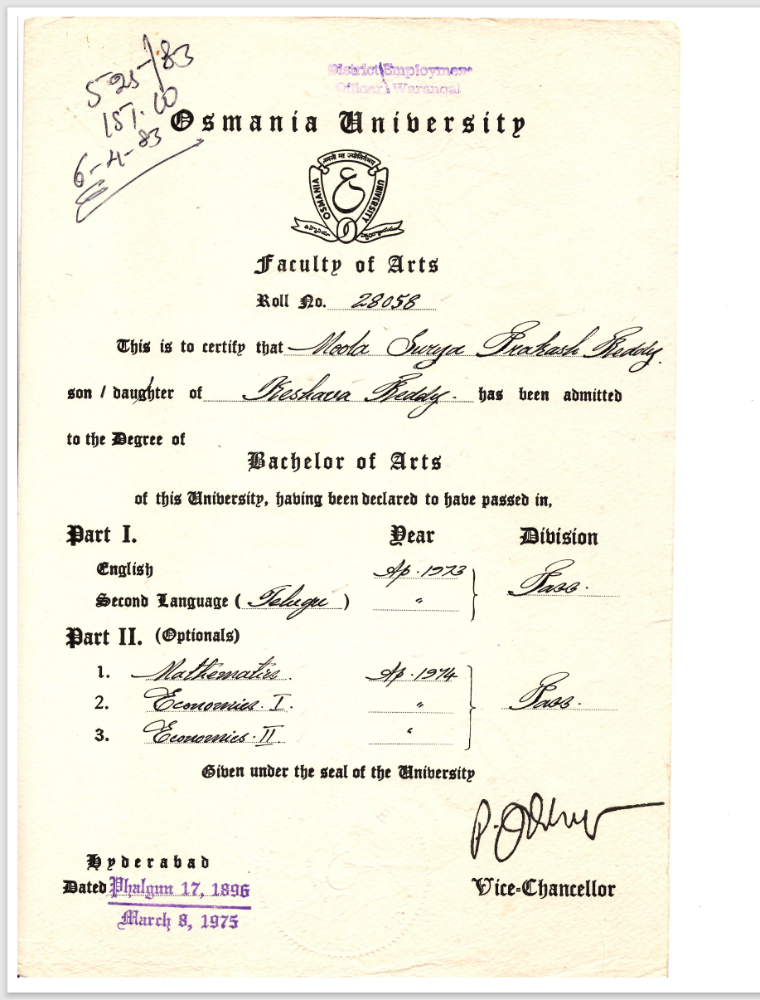 5-25-/83
151.10
6-4-83
District Employment
Officer, Warangal
Osmania University
तमसो मा ज्योतिर्गमय
OSMANIA UNIVERSITY
ع
Faculty of Arts
Roll No. 28058
This is to certify that Moola Surya Prakash Reddy.
son / daughter of Keshava Reddy. has been admitted
to the Degree of
Bachelor of Arts
of this University, having been declared to have passed in,
Part I. Year Division
English Ap. 1973 Pass.
Second Language ( Telugu ) "
Part II. (Optionals)
1. Mathematics. Ap. 1974
2. Economics. I. " Pass.
3. Economics. II "
Given under the seal of the University
Hyderabad
Dated Phalgun 17, 1896
March 8, 1975
Vice-Chancellor